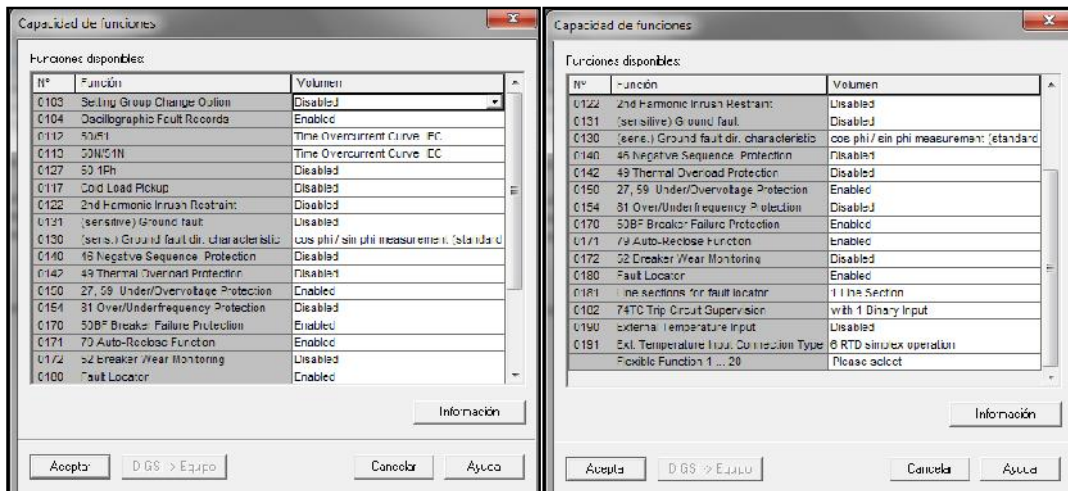 Capacidad de funciones
Funciones disponibles:
Nº Función Volumen
0103 Setting Group Change Option Disabled
0104 Oscillographic Fault Records Enabled
0112 50/51 Time Overcurrent Curve IEC
0113 50N/51N Time Overcurrent Curve IEC
0127 50 1Ph Disabled
0117 Cold Load Pickup Disabled
0122 2nd Harmonic Inrush Restraint Disabled
0131 (sensitive) Ground fault Disabled
0130 (sens.) Ground fault dir. characteristic cos phi / sin phi measurement (standard
0140 46 Negative Sequence Protection Disabled
0142 49 Thermal Overload Protection Disabled
0150 27, 59 Under/Overvoltage Protection Enabled
0154 81 Over/Underfrequency Protection Disabled
0170 50BF Breaker Failure Protection Enabled
0171 79 Auto-Reclose Function Enabled
0172 52 Breaker Wear Monitoring Disabled
0180 Fault Locator Enabled
Información
Aceptar DIGSI -> Equipo Cancelar Ayuda
Capacidad de funciones
Funciones disponibles:
Nº Función Volumen
0122 2nd Harmonic Inrush Restraint Disabled
0131 (sensitive) Ground fault Disabled
0130 (sens.) Ground fault dir. characteristic cos phi / sin phi measurement (standard
0140 46 Negative Sequence Protection Disabled
0142 49 Thermal Overload Protection Disabled
0150 27, 59 Under/Overvoltage Protection Enabled
0154 81 Over/Underfrequency Protection Disabled
0170 50BF Breaker Failure Protection Enabled
0171 79 Auto-Reclose Function Enabled
0172 52 Breaker Wear Monitoring Disabled
0180 Fault Locator Enabled
0181 Line sections for fault locator 1 Line Section
0182 74TC Trip Circuit Supervision with 1 Binary Input
0190 External Temperature Input Disabled
0191 Ext. Temperature Input Connection Type 6 RTD simplex operation
Flexible Function 1 ... 20 Please select
Información
Aceptar DIGSI -> Equipo Cancelar Ayuda